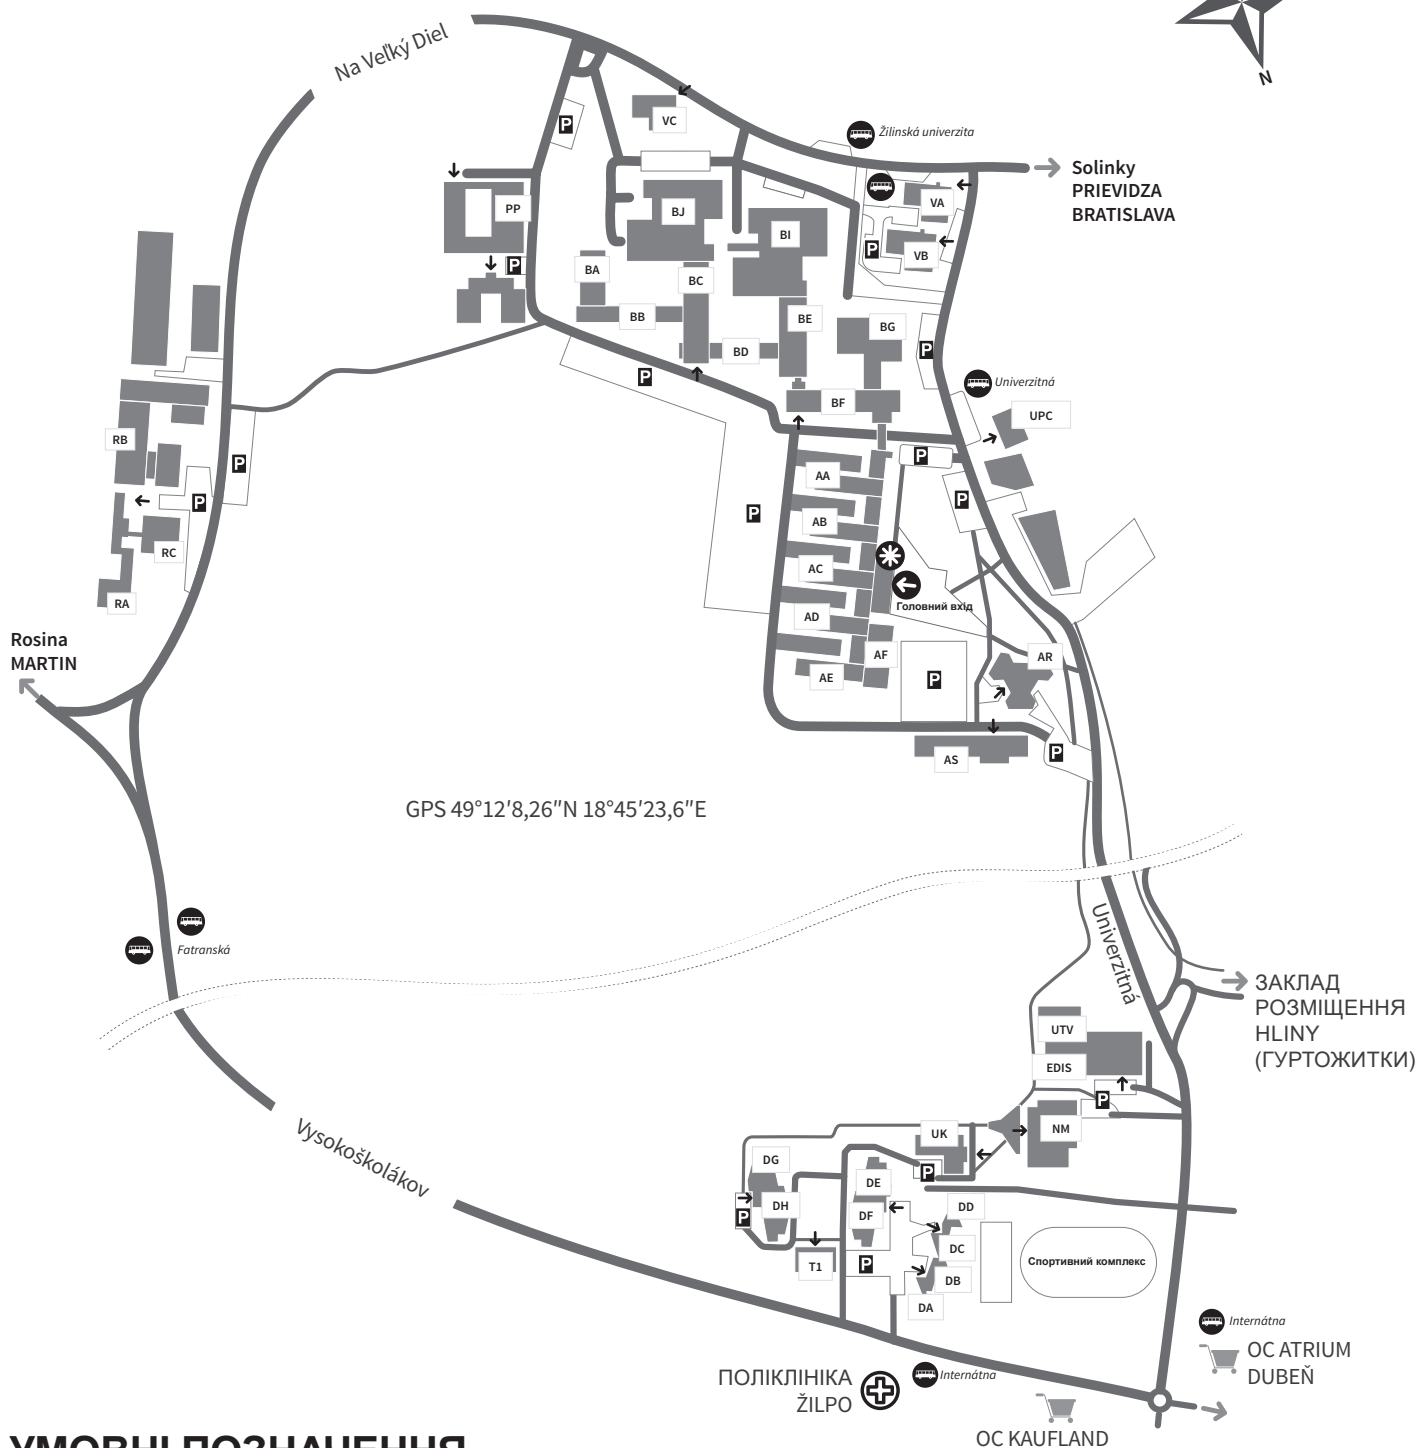 N
Na Veľký Diel
VC
P
Žilinská univerzita
Solinky
PRIEVIDZA
BRATISLAVA
PP
BJ
VA
BI
VB
P
P
BA
BC
BB
BE
BG
BD
P
P
Univerzitná
BF
UPC
RB
P
P
AA
P
P
P
AB
RC
AC
RA
Головний вхід
AD
Rosina
MARTIN
AF
AR
AE
P
AS
P
GPS 49°12'8,26"N 18°45'23,6"E
Fatranská
Univerzitná
ЗАКЛАД
РОЗМІЩЕННЯ
HLINY
(ГУРТОЖИТКИ)
UTV
EDIS
P
NM
UK
Vysokoškolákov
DG
P
DE
DH
P
DF
DD
DC
T1
P
DB
DA
Спортивний комплекс
Internátna
OC ATRIUM
DUBEŇ
ПОЛІКЛІНІКА
ŽILPO
Internátna
OC KAUFLAND
УМОВНІ ПОЗНАЧЕННЯ